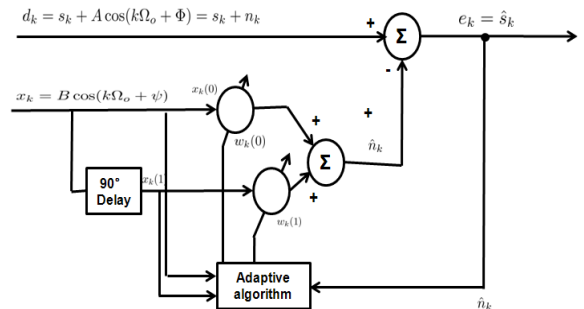 d_k = s_k + A cos(kΩ_o + Φ) = s_k + n_k
+
Σ
e_k = ŝ_k
-
x_k = B cos(kΩ_o + ψ)
x_k(0)
w_k(0)
+
+
Σ
n̂_k
+
90°
Delay
x_k(1)
w_k(1)
Adaptive
algorithm
n̂_k